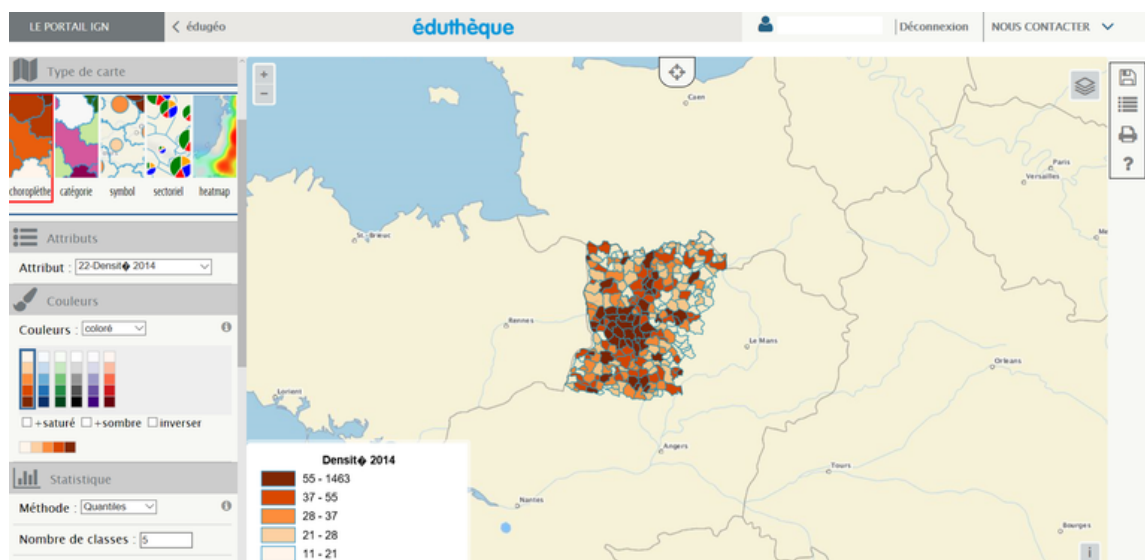 LE PORTAIL IGN
< édugéo
éduthèque
|Déconnexion
NOUS CONTACTER
Type de carte
choroplèthe
catégorie
symbol
sectoriel
heatmap
Attributs
Attribut : 22-Densit� 2014
Couleurs
Couleurs : coloré
+saturé +sombre inverser
Statistique
Méthode : Quantiles
Nombre de classes : 5
+
−
Caen
Paris
Versailles
St.-Brieuc
Rennes
Le Mans
Orleans
Lorient
Angers
Tours
Nantes
Bourges
Densit� 2014
55 - 1463
37 - 55
28 - 37
21 - 28
11 - 21
?
i